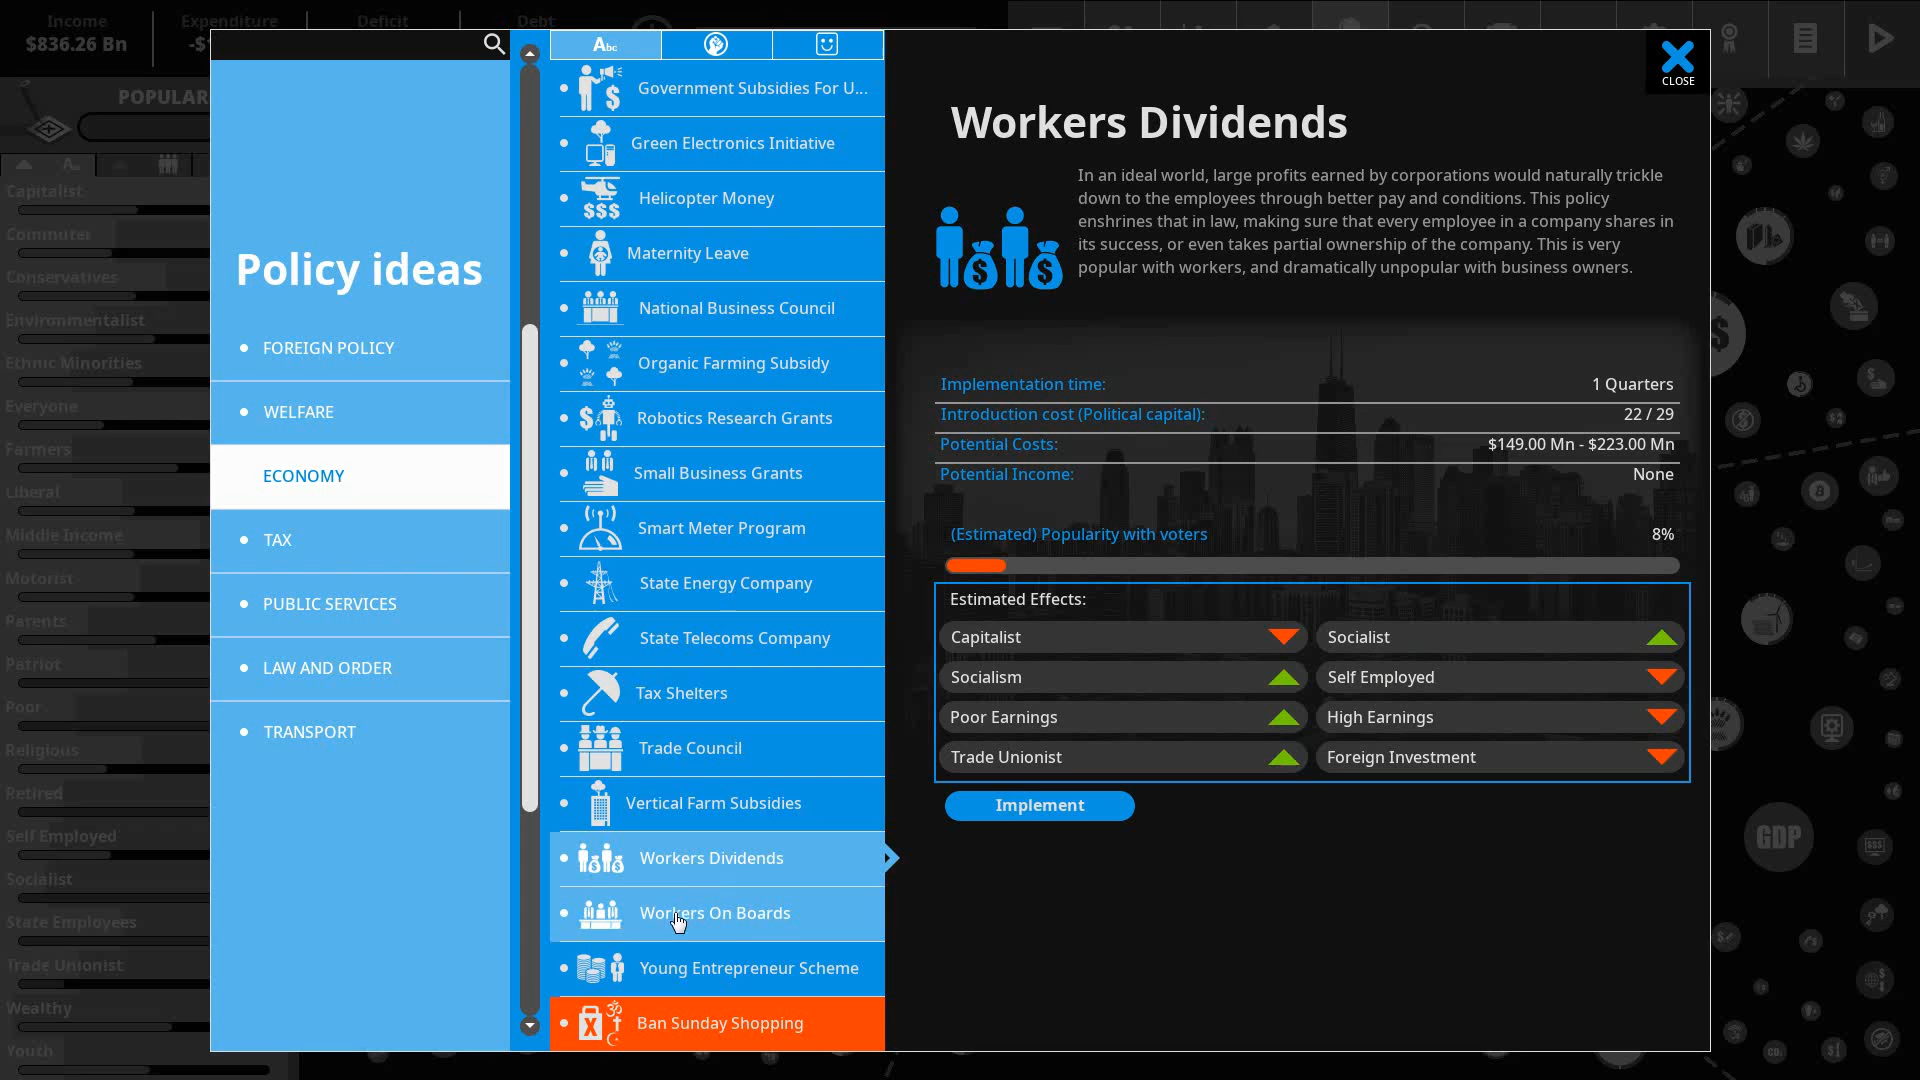 Income
Expenditure
Deficit
Debt
$836.26 Bn
-$
POPULAR
Capitalist
Commuter
Conservatives
Environmentalist
Ethnic Minorities
Everyone
Farmers
Liberal
Middle Income
Motorist
Parents
Patriot
Poor
Religious
Retired
Self Employed
Socialist
State Employees
Trade Unionist
Wealthy
Youth
Policy ideas
FOREIGN POLICY
WELFARE
ECONOMY
TAX
PUBLIC SERVICES
LAW AND ORDER
TRANSPORT
Abc
Government Subsidies For U...
Green Electronics Initiative
Helicopter Money
Maternity Leave
National Business Council
Organic Farming Subsidy
Robotics Research Grants
Small Business Grants
Smart Meter Program
State Energy Company
State Telecoms Company
Tax Shelters
Trade Council
Vertical Farm Subsidies
Workers Dividends
Workers On Boards
Young Entrepreneur Scheme
Ban Sunday Shopping
CLOSE
Workers Dividends
In an ideal world, large profits earned by corporations would naturally trickle
down to the employees through better pay and conditions. This policy
enshrines that in law, making sure that every employee in a company shares in
its success, or even takes partial ownership of the company. This is very
popular with workers, and dramatically unpopular with business owners.
Implementation time: 1 Quarters
Introduction cost (Political capital): 22 / 29
Potential Costs: $149.00 Mn - $223.00 Mn
Potential Income: None
(Estimated) Popularity with voters 8%
Estimated Effects:
Capitalist Socialist
Socialism Self Employed
Poor Earnings High Earnings
Trade Unionist Foreign Investment
Implement
GDP